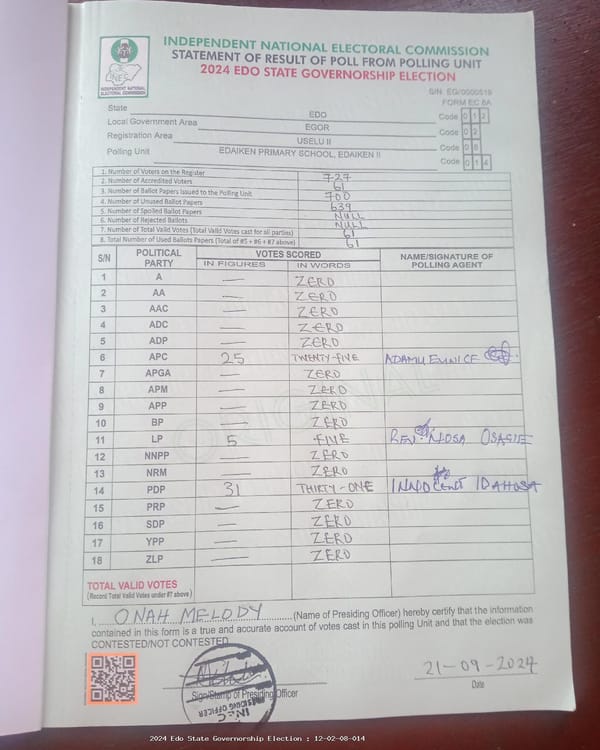 INDEPENDENT NATIONAL ELECTORAL COMMISSION
STATEMENT OF RESULT OF POLL FROM POLLING UNIT
2024 EDO STATE GOVERNORSHIP ELECTION
INEC
INDEPENDENT NATIONAL ELECTORAL COMMISSION
S/N: EG/0000519
FORM EC 8A
State EDO Code 0 1 2
Local Government Area EGOR Code 0 2
Registration Area USELU II Code 0 8
Polling Unit EDAIKEN PRIMARY SCHOOL, EDAIKEN II Code 0 1 4
1. Number of Voters on the Register 727
2. Number of Accredited Voters 61
3. Number of Ballot Papers Issued to the Polling Unit 700
4. Number of Unused Ballot Papers 639
5. Number of Spoiled Ballot Papers NULL
6. Number of Rejected Ballots NULL
7. Number of Total Valid Votes (Total Valid Votes cast for all parties) 61
8. Total Number of Used Ballots Papers (Total of #5 + #6 + #7 above) 61
S/N POLITICAL PARTY VOTES SCORED NAME/SIGNATURE OF POLLING AGENT
IN FIGURES IN WORDS
1 A — ZERO
2 AA — ZERO
3 AAC — ZERO
4 ADC — ZERO
5 ADP — ZERO
6 APC 25 TWENTY-FIVE ADAMU EUNICE
7 APGA — ZERO
8 APM — ZERO
9 APP — ZERO
10 BP — ZERO
11 LP 5 FIVE REV NIOSA OSAGIE
12 NNPP — ZERO
13 NRM — ZERO
14 PDP 31 THIRTY-ONE INNOCENT IDAHOSA
15 PRP — ZERO
16 SDP — ZERO
17 YPP — ZERO
18 ZLP — ZERO
TOTAL VALID VOTES
(Record Total Valid Votes under #7 above)
I, ONAH MELODY (Name of Presiding Officer) hereby certify that the information
contained in this form is a true and accurate account of votes cast in this polling Unit and that the election was
CONTESTED/NOT CONTESTED
Sign/Stamp of Presiding Officer
INEC
PRESIDING OFFICER
21-09-2024
Date
2024 Edo State Governorship Election : 12-02-08-014